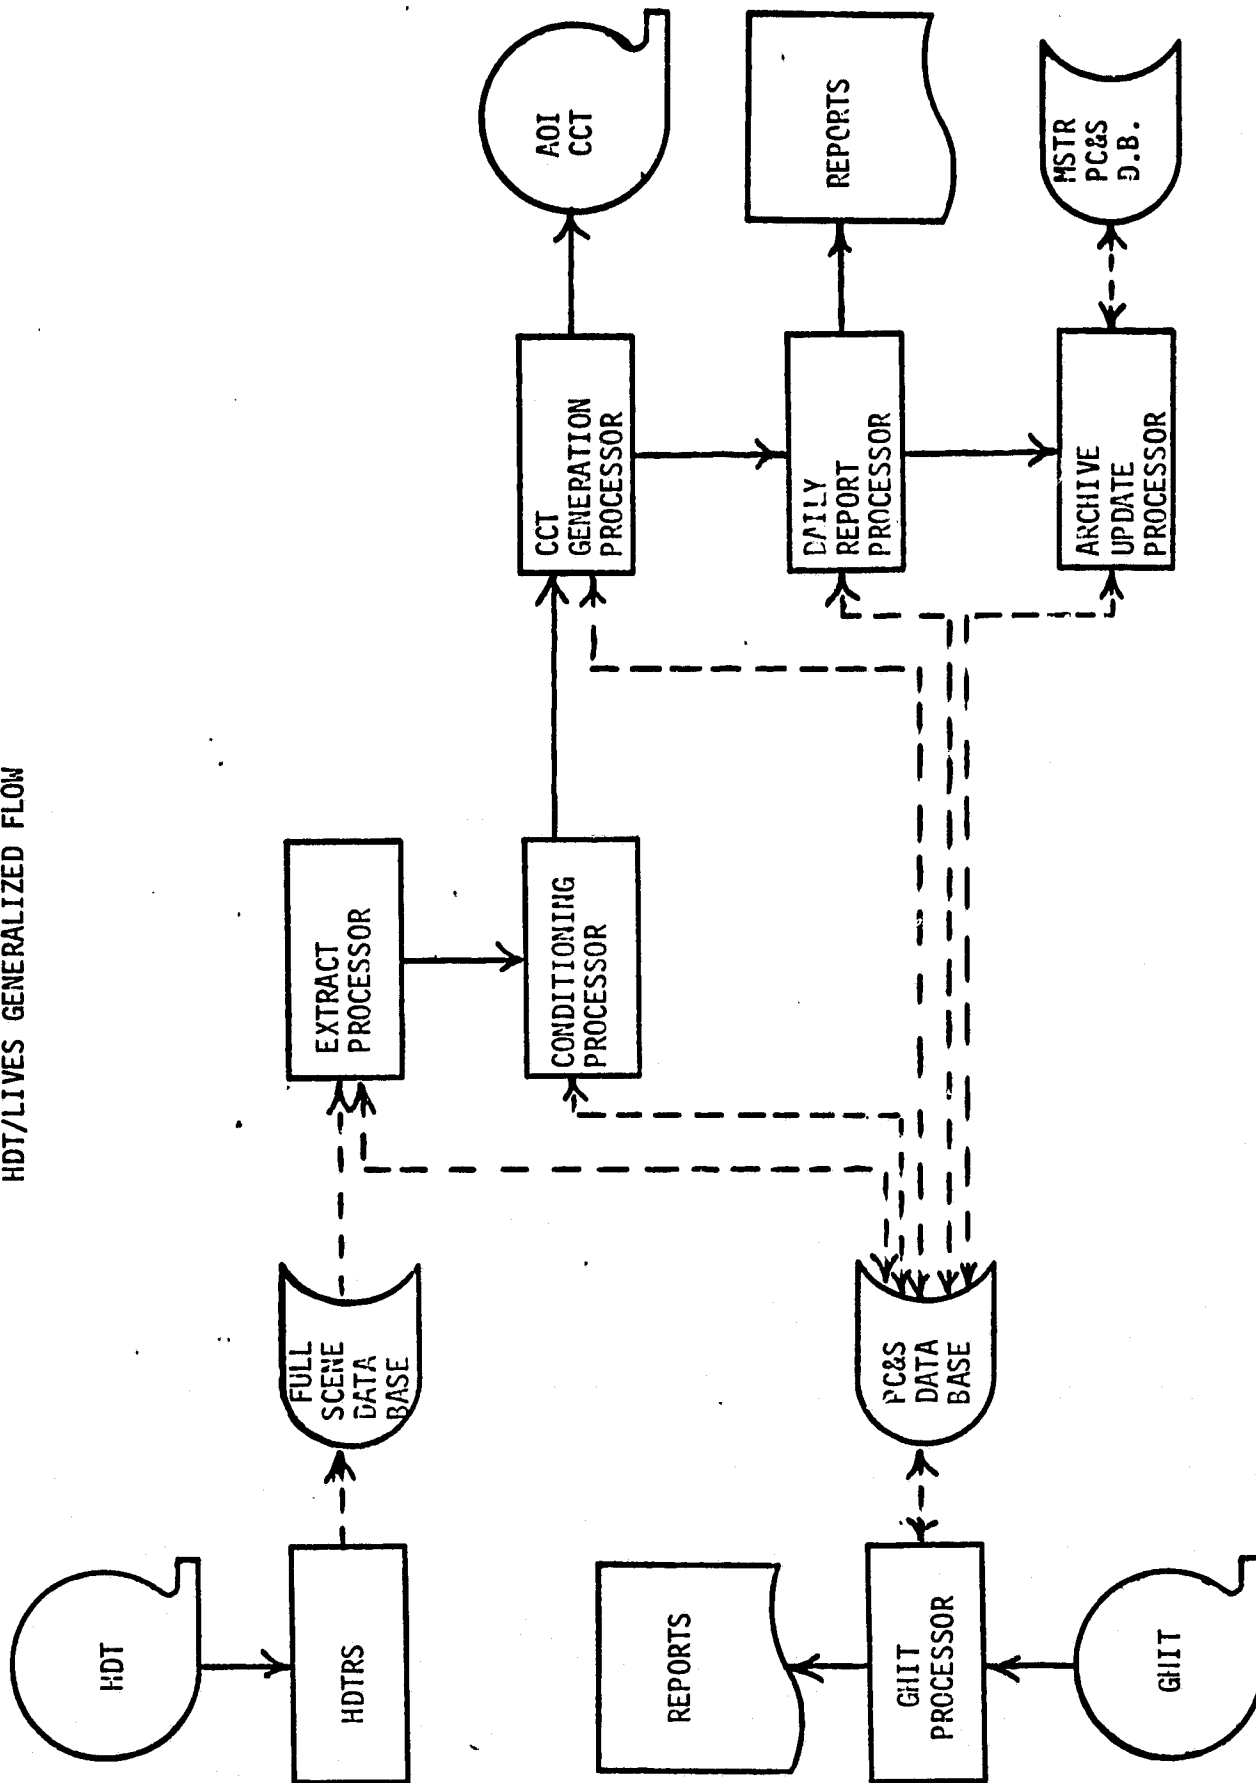 HDT/LIVES GENERALIZED FLOW
HDT
HDTRS
FULL
SCENE
DATA
BASE
EXTRACT
PROCESSOR
CONDITIONING
PROCESSOR
CCT
GENERATION
PROCESSOR
AOI
CCT
REPORTS
GHIT
PROCESSOR
GHIT
PC&S
DATA
BASE
DAILY
REPORT
PROCESSOR
REPORTS
ARCHIVE
UPDATE
PROCESSOR
MSTR
PC&S
D.B.